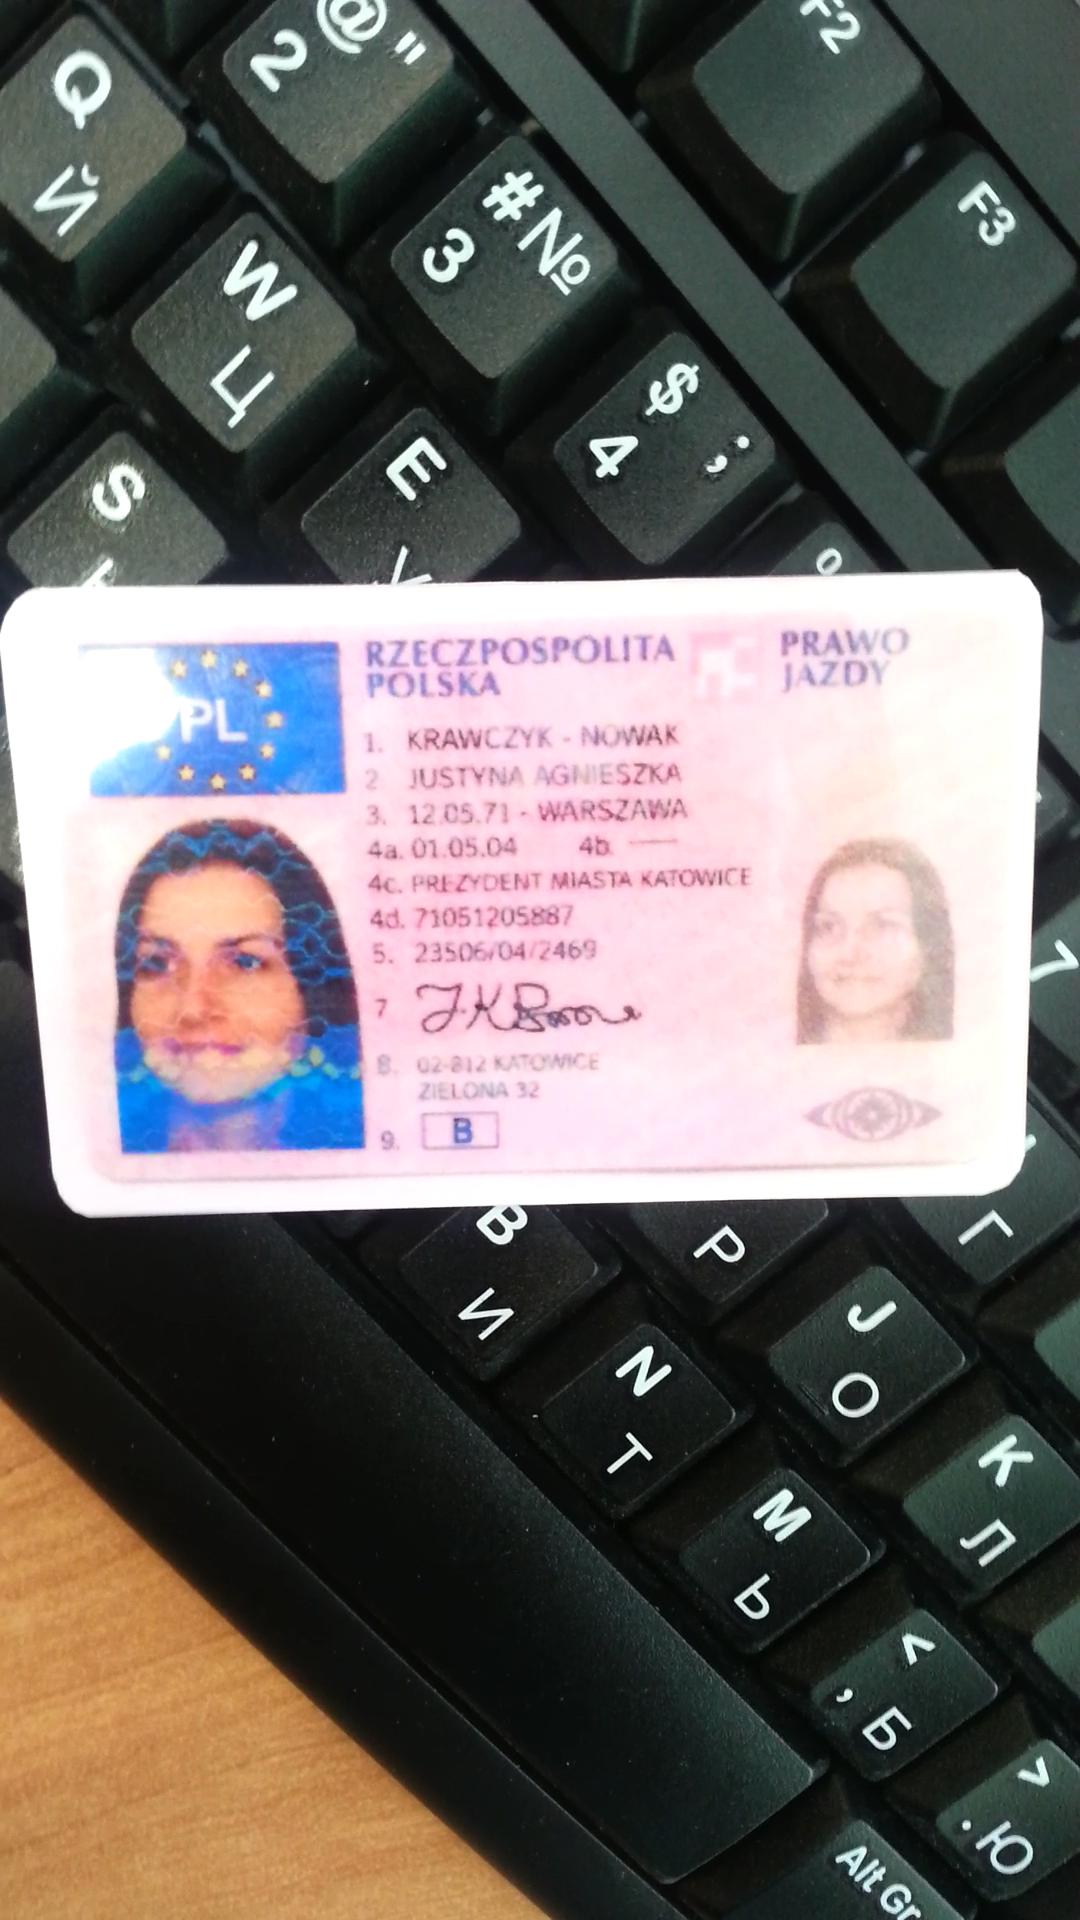 Q
Й
2 @ "
3 # №
F2
F3
W
Ц
$
4 ;
E
S
PL
RZECZPOSPOLITA
POLSKA
PRAWO
JAZDY
1. KRAWCZYK - NOWAK
2 JUSTYNA AGNIESZKA
3. 12.05.71 - WARSZAWA
4a. 01.05.04 4b. —
4c. PREZYDENT MIASTA KATOWICE
4d. 71051205887
5. 23506/04/2469
7
8. 02-812 KATOWICE
ZIELONA 32
9. B
7
B
И
Р
Г
N
Т
J
О
M
Ь
K
Л
<
, Б
>
. Ю
Alt Gr